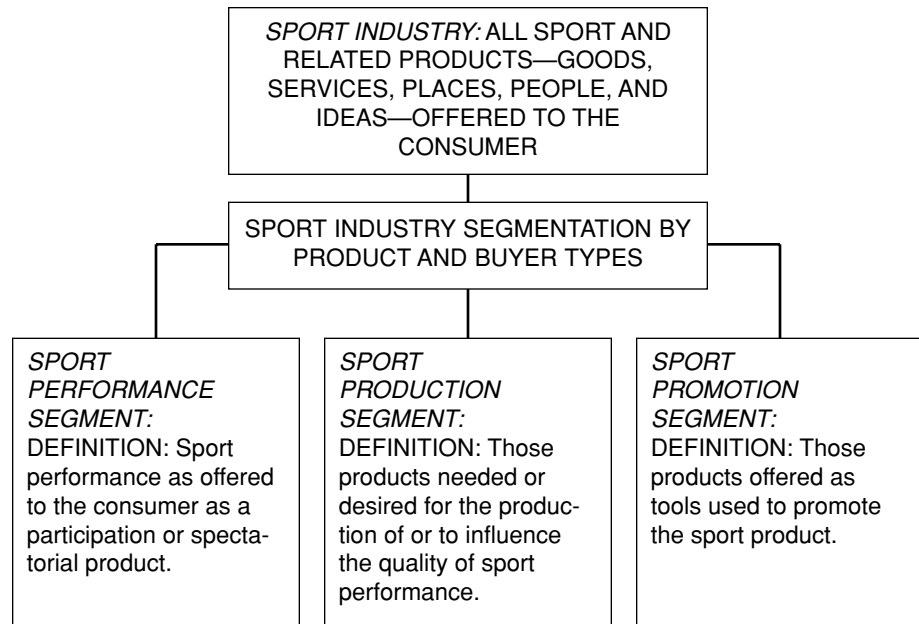 SPORT INDUSTRY: ALL SPORT AND
RELATED PRODUCTS—GOODS,
SERVICES, PLACES, PEOPLE, AND
IDEAS—OFFERED TO THE
CONSUMER
SPORT INDUSTRY SEGMENTATION BY
PRODUCT AND BUYER TYPES
SPORT
PERFORMANCE
SEGMENT:
DEFINITION: Sport
performance as offered
to the consumer as a
participation or specta-
torial product.
SPORT
PRODUCTION
SEGMENT:
DEFINITION: Those
products needed or
desired for the produc-
tion of or to influence
the quality of sport
performance.
SPORT
PROMOTION
SEGMENT:
DEFINITION: Those
products offered as
tools used to promote
the sport product.